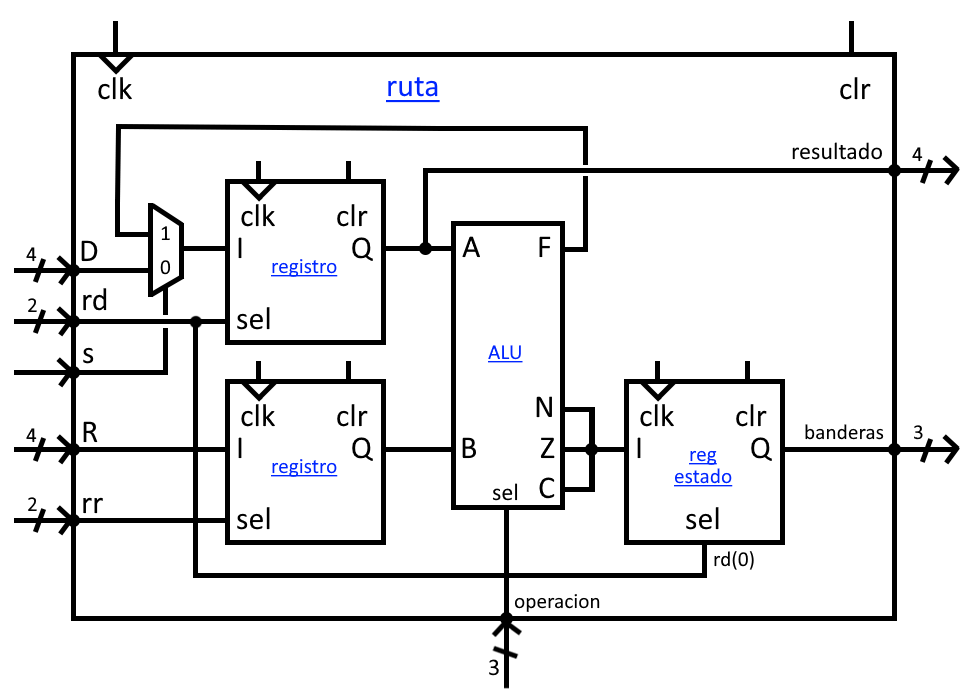 clk
ruta
clr
resultado
4
clk
clr
1
I
Q
A
F
4
D
registro
0
2
rd
sel
s
ALU
clk
clr
N
clk
clr
4
R
I
Q
B
Z
I
reg
Q
banderas
3
registro
estado
C
2
rr
sel
sel
sel
rd(0)
operacion
3